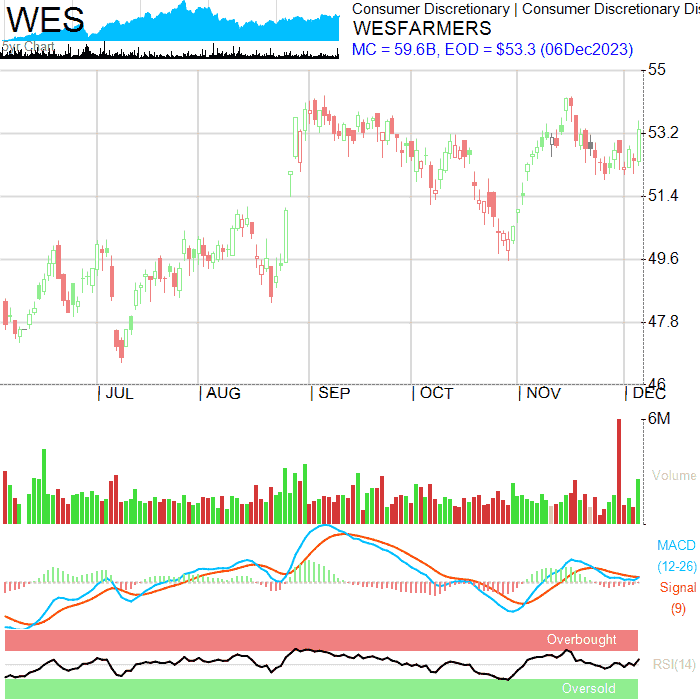 WES
5yr Chart
Consumer Discretionary | Consumer Discretionary Dis
WESFARMERS
MC = 59.6B, EOD = $53.3 (06Dec2023)
55
53.2
51.4
49.6
47.8
46
JUL
AUG
SEP
OCT
NOV
DEC
6M
Volume
MACD
(12-26)
Signal
(9)
Overbought
RSI(14)
Oversold